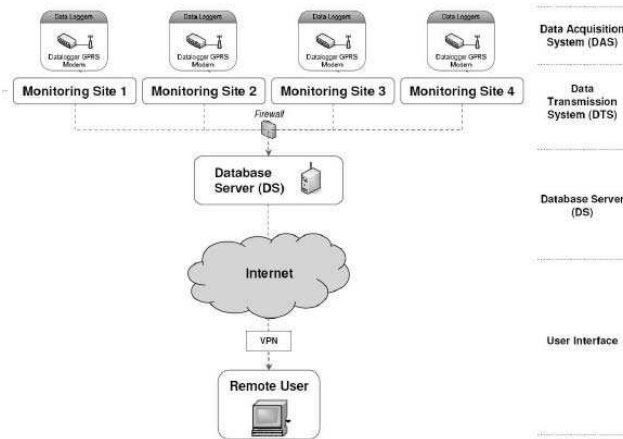 Data Loggers
Datalogger GPRS
Modem
Data Loggers
Datalogger GPRS
Modem
Data Loggers
Datalogger GPRS
Modem
Data Loggers
Datalogger GPRS
Modem
Data Acquisition
System (DAS)
Monitoring Site 1
Monitoring Site 2
Monitoring Site 3
Monitoring Site 4
Data
Transmission
System (DTS)
Firewall
Database
Server (DS)
Database Server
(DS)
Internet
VPN
User Interface
Remote User